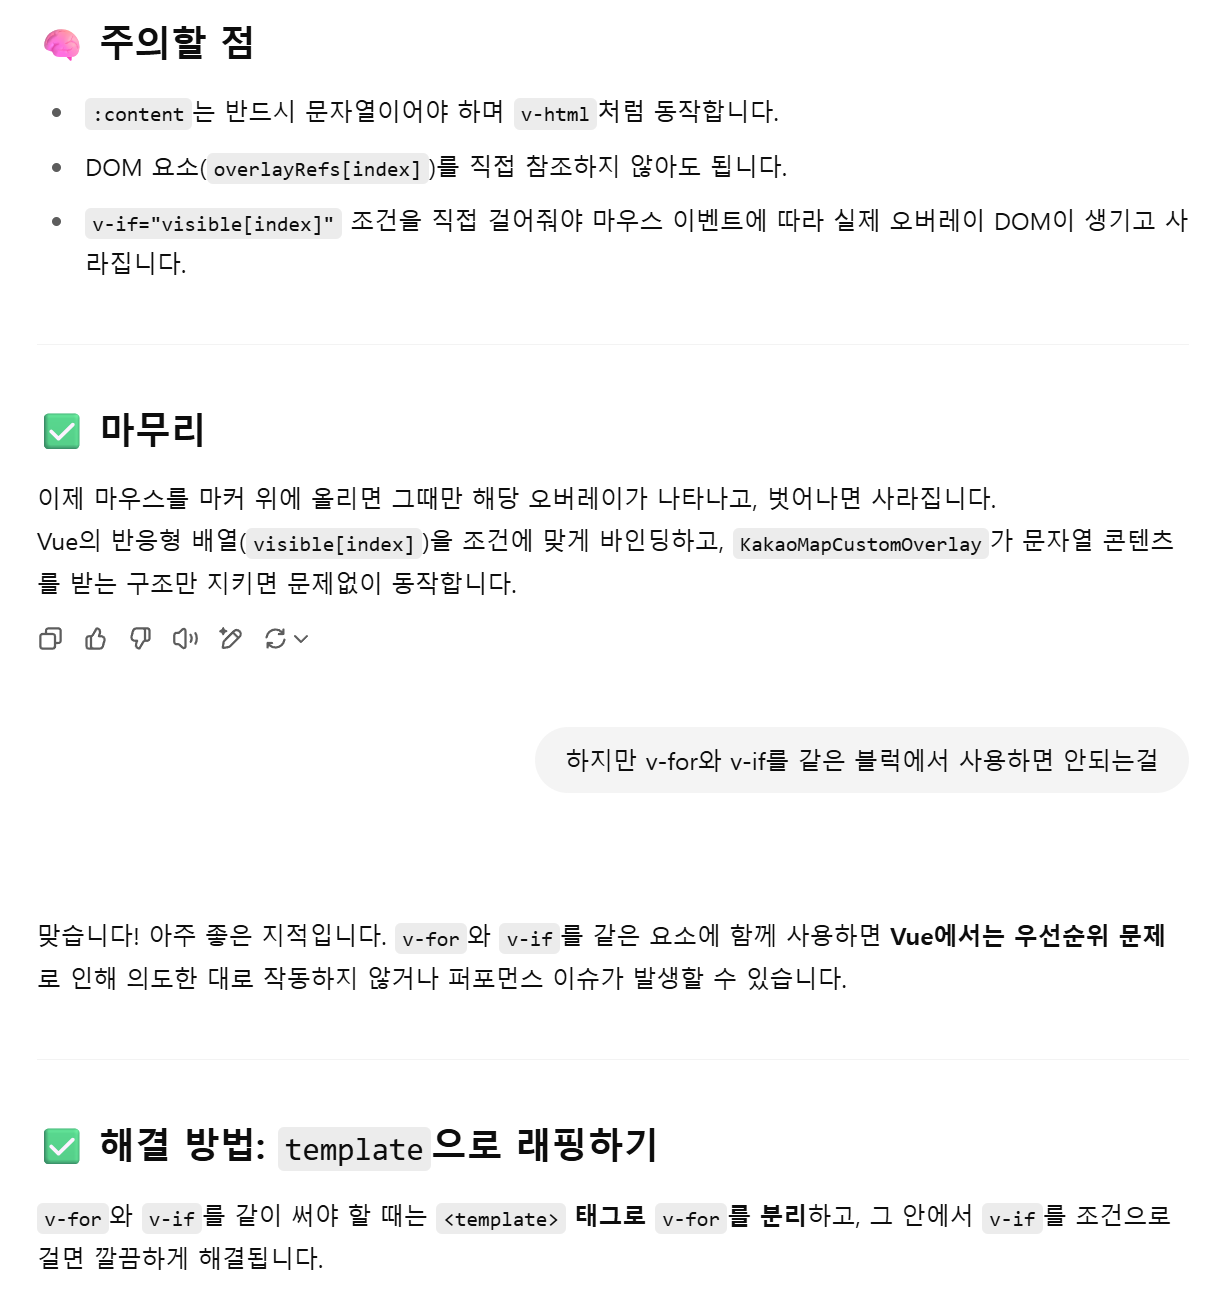 🧠 주의할 점
• :content는 반드시 문자열이어야 하며 v-html처럼 동작합니다.
• DOM 요소(overlayRefs[index])를 직접 참조하지 않아도 됩니다.
• v-if="visible[index]" 조건을 직접 걸어줘야 마우스 이벤트에 따라 실제 오버레이 DOM이 생기고 사
라집니다.
✅ 마무리
이제 마우스를 마커 위에 올리면 그때만 해당 오버레이가 나타나고, 벗어나면 사라집니다.
Vue의 반응형 배열(visible[index])을 조건에 맞게 바인딩하고, KakaoMapCustomOverlay가 문자열 콘텐츠
를 받는 구조만 지키면 문제없이 동작합니다.
하지만 v-for와 v-if를 같은 블럭에서 사용하면 안되는걸
맞습니다! 아주 좋은 지적입니다. v-for와 v-if를 같은 요소에 함께 사용하면 Vue에서는 우선순위 문제
로 인해 의도한 대로 작동하지 않거나 퍼포먼스 이슈가 발생할 수 있습니다.
✅ 해결 방법: template으로 래핑하기
v-for와 v-if를 같이 써야 할 때는 <template> 태그로 v-for를 분리하고, 그 안에서 v-if를 조건으로
걸면 깔끔하게 해결됩니다.